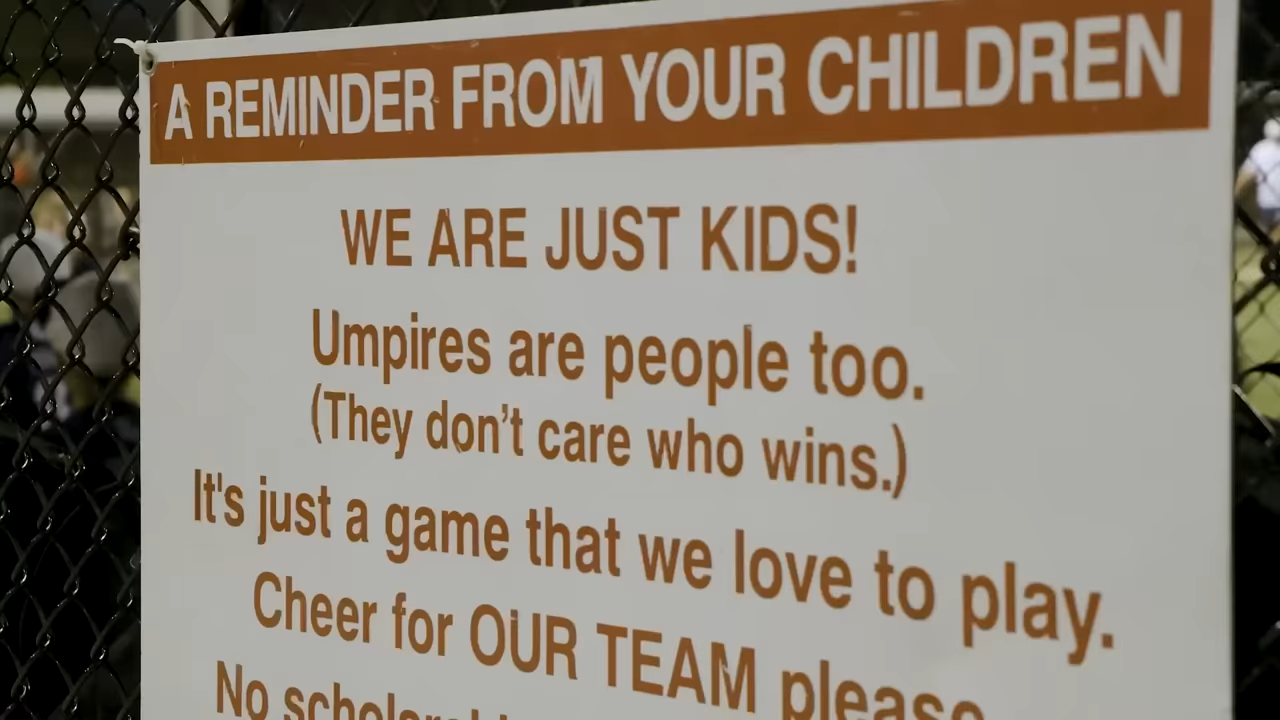 A REMINDER FROM YOUR CHILDREN
WE ARE JUST KIDS!
Umpires are people too.
(They don't care who wins.)
It's just a game that we love to play.
Cheer for OUR TEAM please
No